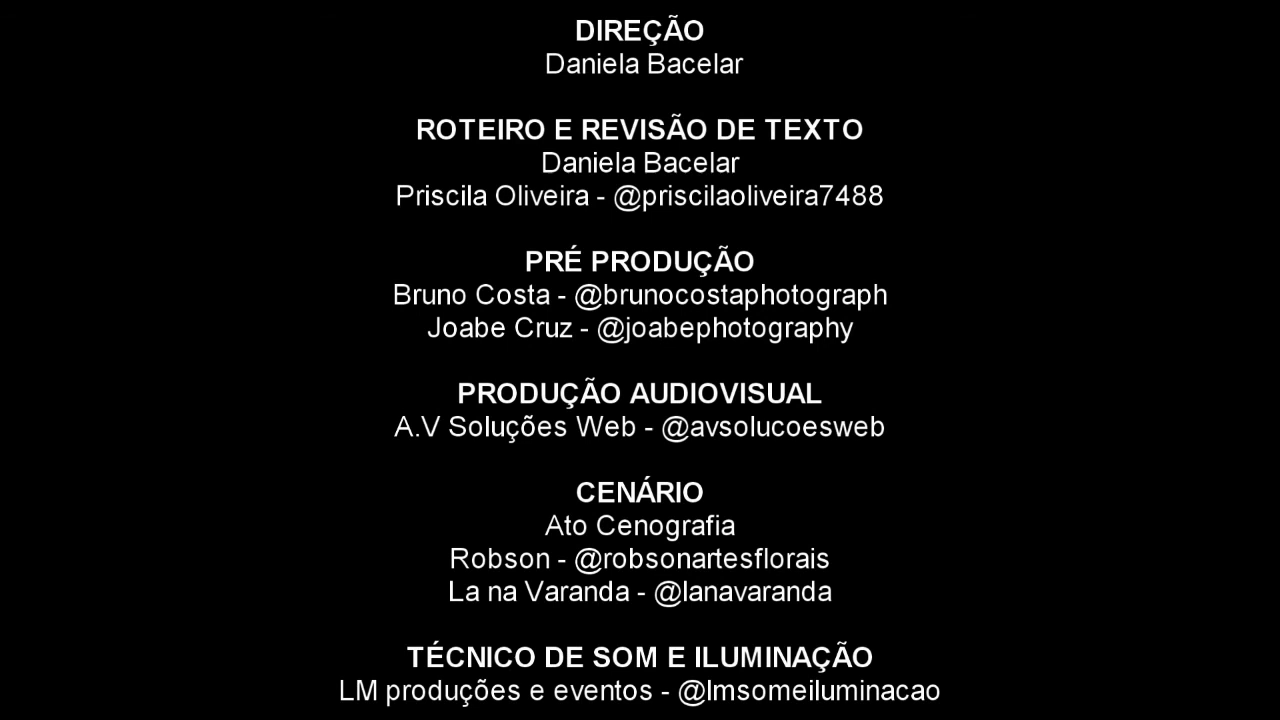 DIREÇÃO
Daniela Bacelar
ROTEIRO E REVISÃO DE TEXTO
Daniela Bacelar
Priscila Oliveira - @priscilaoliveira7488
PRÉ PRODUÇÃO
Bruno Costa - @brunocostaphotograph
Joabe Cruz - @joabephotography
PRODUÇÃO AUDIOVISUAL
A.V Soluções Web - @avsolucoesweb
CENÁRIO
Ato Cenografia
Robson - @robsonartesflorais
La na Varanda - @lanavaranda
TÉCNICO DE SOM E ILUMINAÇÃO
LM produções e eventos - @lmsomeiluminacao